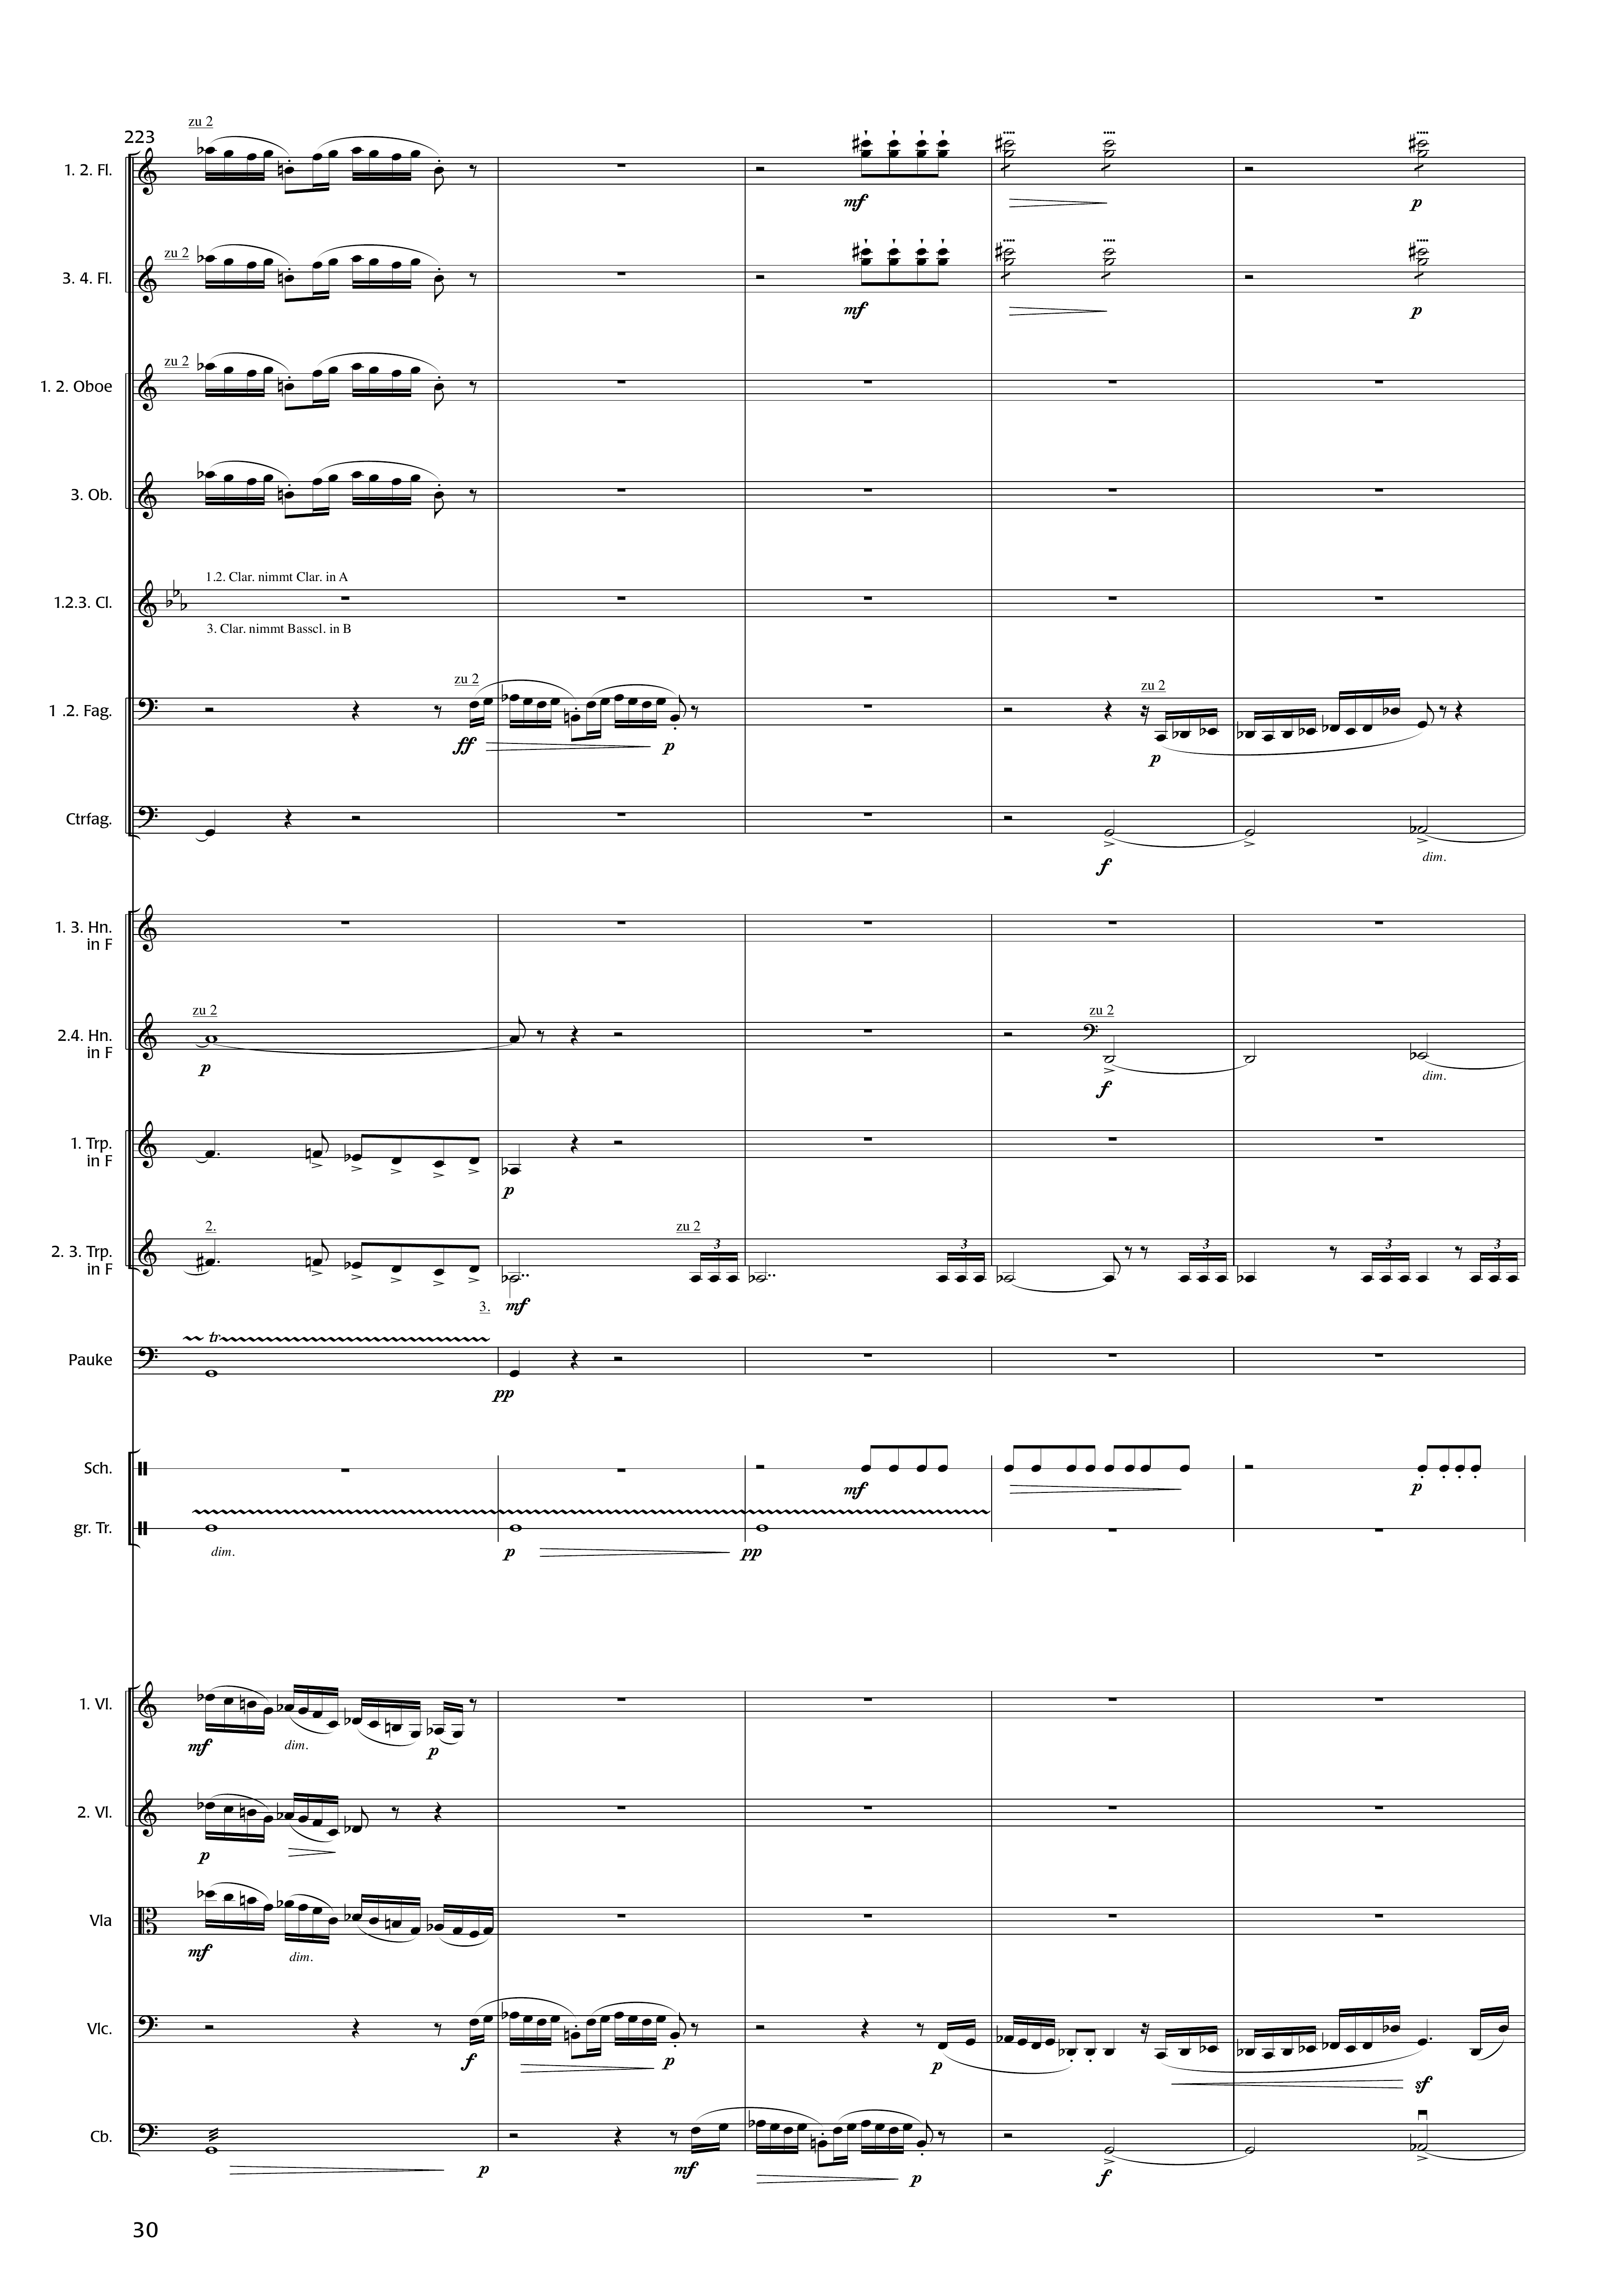 zu 2
223
1. 2. Fl.
mf
p
zu 2
3. 4. Fl.
mf
p
zu 2
1. 2. Oboe
3. Ob.
1.2. Clar. nimmt Clar. in A
1.2.3. Cl.
3. Clar. nimmt Basscl. in B
zu 2
zu 2
1 .2. Fag.
ff
p
p
Ctrfag.
f
dim.
1. 3. Hn.
in F
zu 2
zu 2
2.4. Hn.
in F
p
f
dim.
1. Trp.
in F
p
2.
zu 2
3
3
3
3
3
2. 3. Trp.
in F
3.
mf
tr
Pauke
pp
Sch.
mf
p
gr. Tr.
dim.
p
pp
1. Vl.
mf
dim.
p
2. Vl.
p
Vla
mf
dim.
Vlc.
f
p
p
sf
Cb.
p
mf
p
f
30